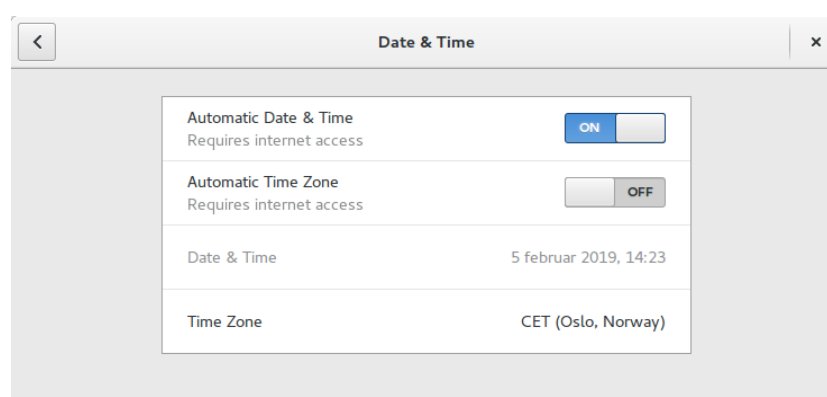 Date & Time
Automatic Date & Time
Requires internet access
ON
Automatic Time Zone
Requires internet access
OFF
Date & Time
5 februar 2019, 14:23
Time Zone
CET (Oslo, Norway)